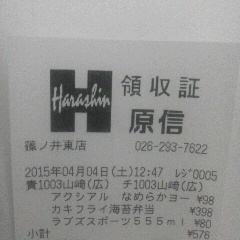 Harashin
領収証
原信
篠ノ井東店 026-293-7622
2015年04月04日(土)12:47 レジ0005
責1003山崎(広) チ1003山崎(広)
アクシアル なめらかヨー ¥98
カキフライ海苔弁当 ¥398
ラブズスポーツ555ml ¥80
小計 ¥576